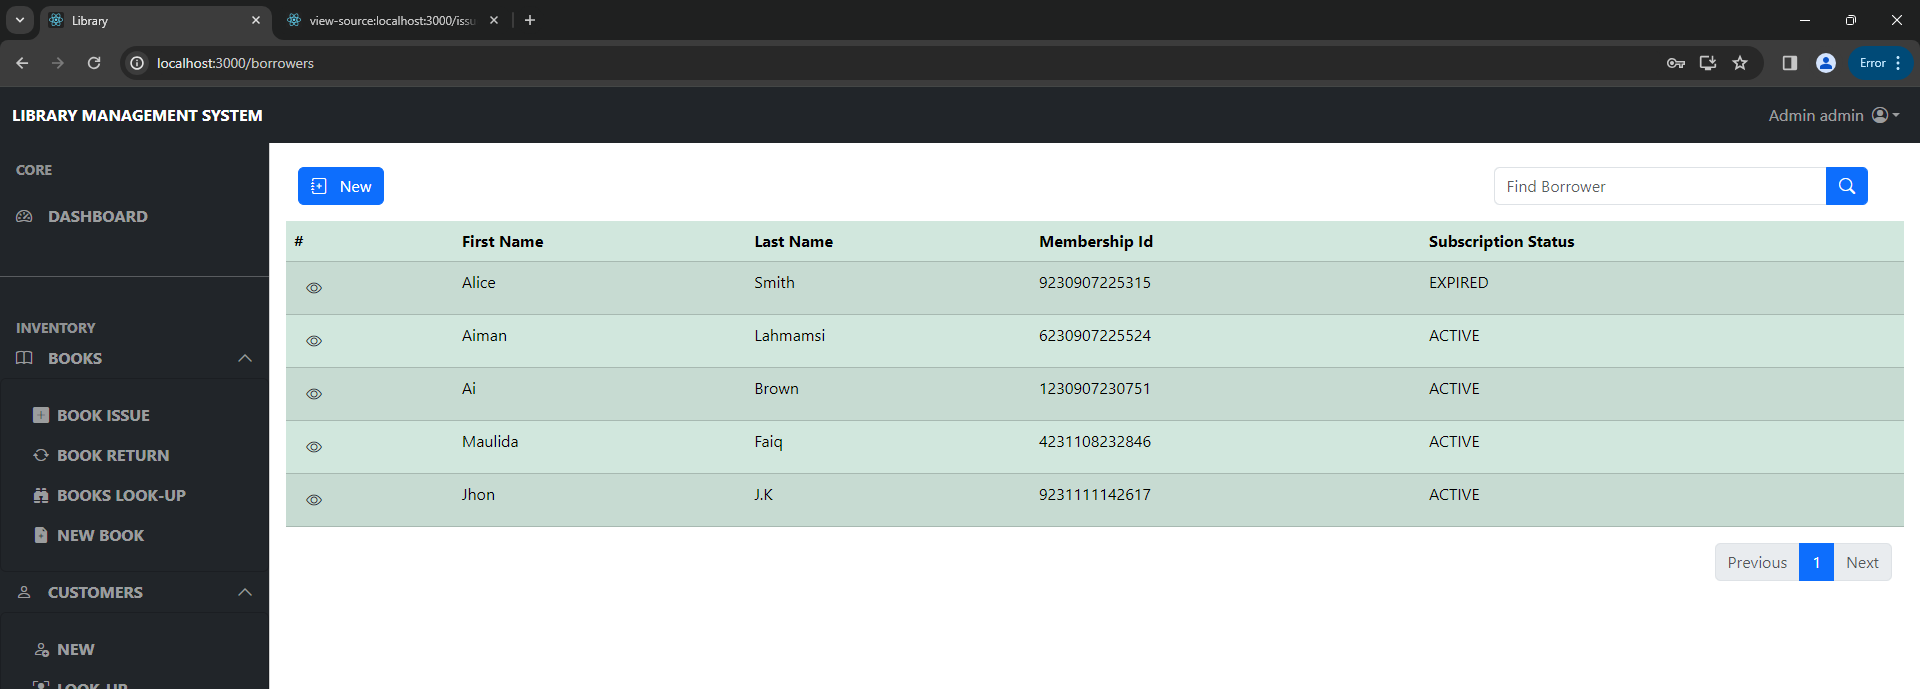 Library
view-source:localhost:3000/issu
localhost:3000/borrowers
Error
LIBRARY MANAGEMENT SYSTEM
Admin admin
CORE
DASHBOARD
INVENTORY
BOOKS
BOOK ISSUE
BOOK RETURN
BOOKS LOOK-UP
NEW BOOK
CUSTOMERS
NEW
LOOK-UP
New
Find Borrower
# First Name Last Name Membership Id Subscription Status
Alice Smith 9230907225315 EXPIRED
Aiman Lahmamsi 6230907225524 ACTIVE
Ai Brown 1230907230751 ACTIVE
Maulida Faiq 4231108232846 ACTIVE
Jhon J.K 9231111142617 ACTIVE
Previous 1 Next